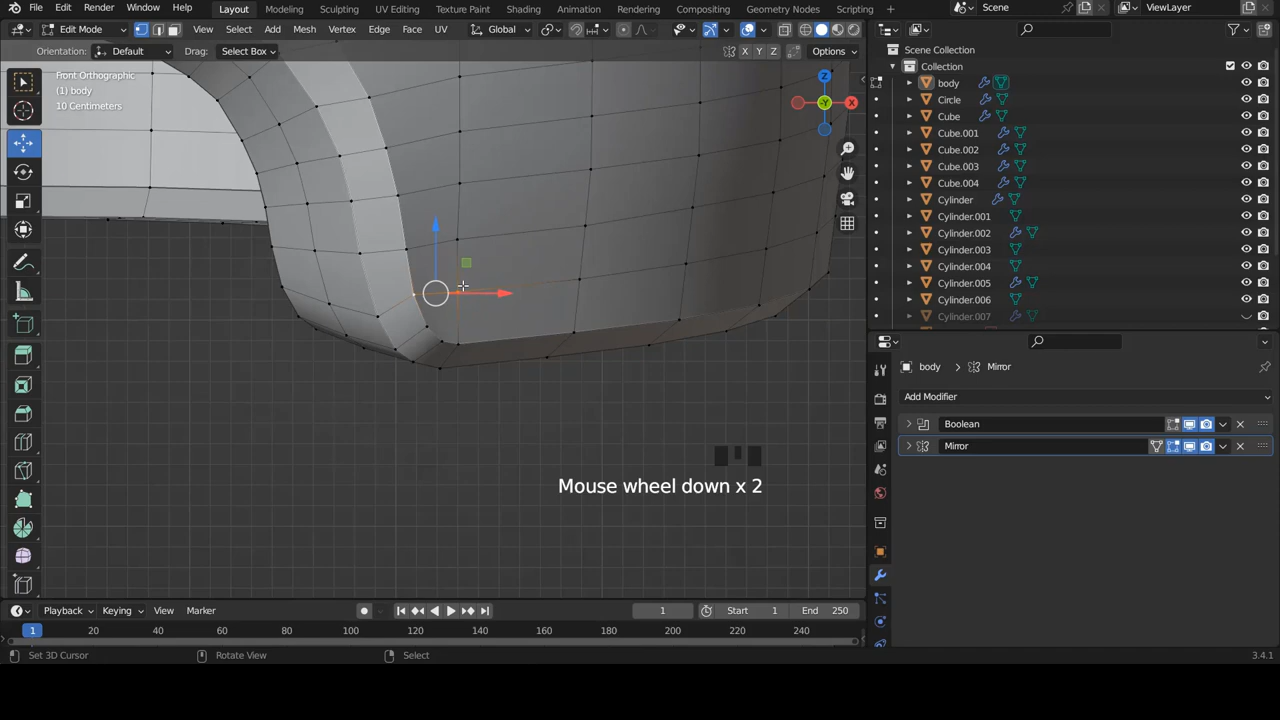 File Edit Render Window Help Layout Modeling Sculpting UV Editing Texture Paint Shading Animation Rendering Compositing Geometry Nodes Scripting Scene ViewLayer
Edit Mode View Select Add Mesh Vertex Edge Face UV Global
Orientation: Default Drag: Select Box X Y Z Options
Front Orthographic
(1) body
10 Centimeters
Z
X
-Y
Scene Collection
Collection
body
Circle
Cube
Cube.001
Cube.002
Cube.003
Cube.004
Cylinder
Cylinder.001
Cylinder.002
Cylinder.003
Cylinder.004
Cylinder.005
Cylinder.006
Cylinder.007
body > Mirror
Add Modifier
Boolean
Mirror
Mouse wheel down x 2
Playback Keying View Marker 1 Start 1 End 250
1 20 40 60 80 100 120 140 160 180 200 220 240
Set 3D Cursor Rotate View Select 3.4.1